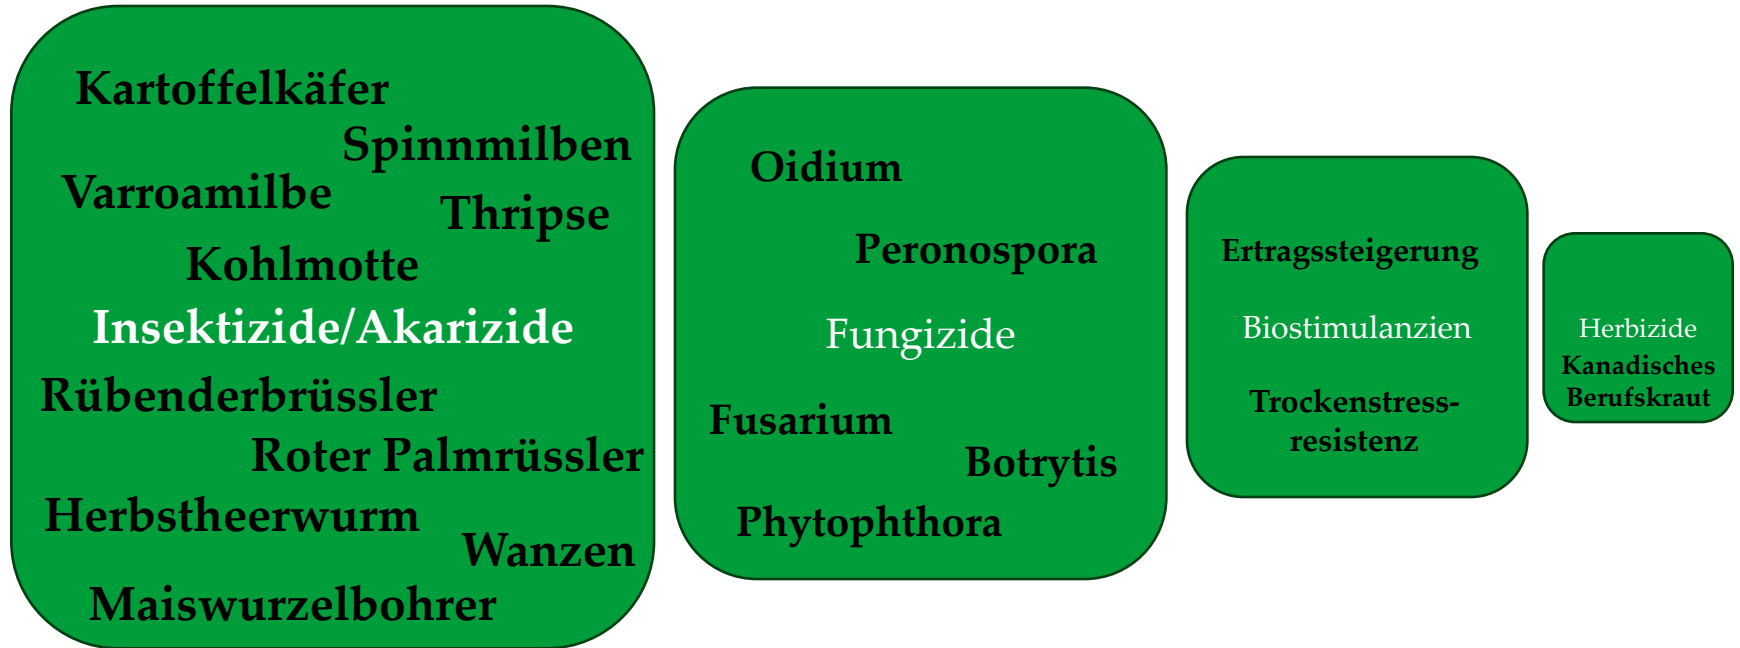 Kartoffelkäfer
Spinnmilben
Varroamilbe
Thripse
Kohlmotte
Insektizide/Akarizide
Rübenderbrüssler
Roter Palmrüssler
Herbstheerwurm
Wanzen
Maiswurzelbohrer
Oidium
Peronospora
Fungizide
Fusarium
Botrytis
Phytophthora
Ertragssteigerung
Biostimulanzien
Trockenstress-
resistenz
Herbizide
Kanadisches
Berufskraut